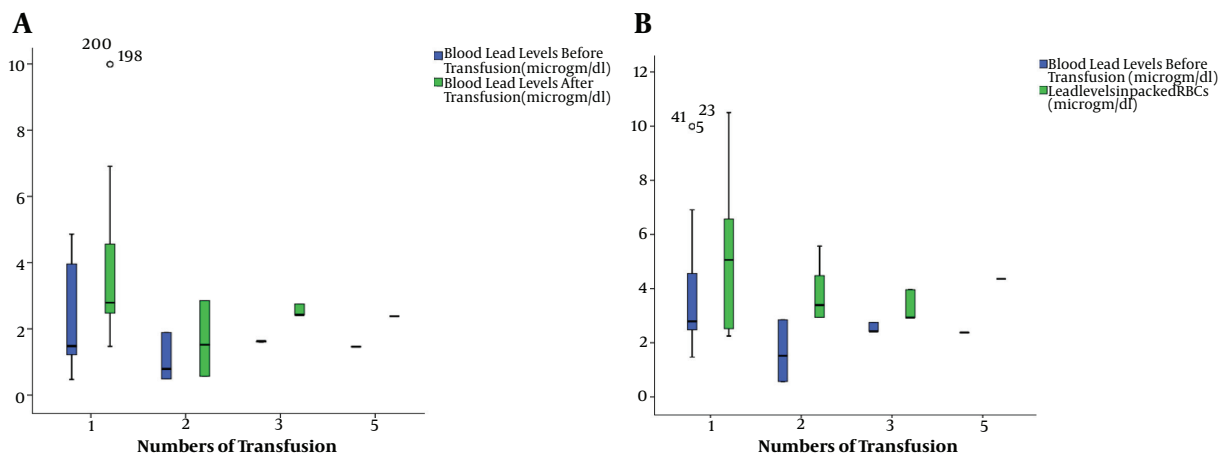 A
200
198
10
8
6
4
2
0
1
2
3
5
Numbers of Transfusion
Blood Lead Levels Before
Transfusion(microgm/dl)
Blood Lead Levels After
Transfusion(microgm/dl)
B
12
10
8
6
4
2
0
41
23
5
1
2
3
5
Numbers of Transfusion
Blood Lead Levels Before
Transfusion (microgm/dl)
LeadlevelsinpackedRBCs
(microgm/dl)